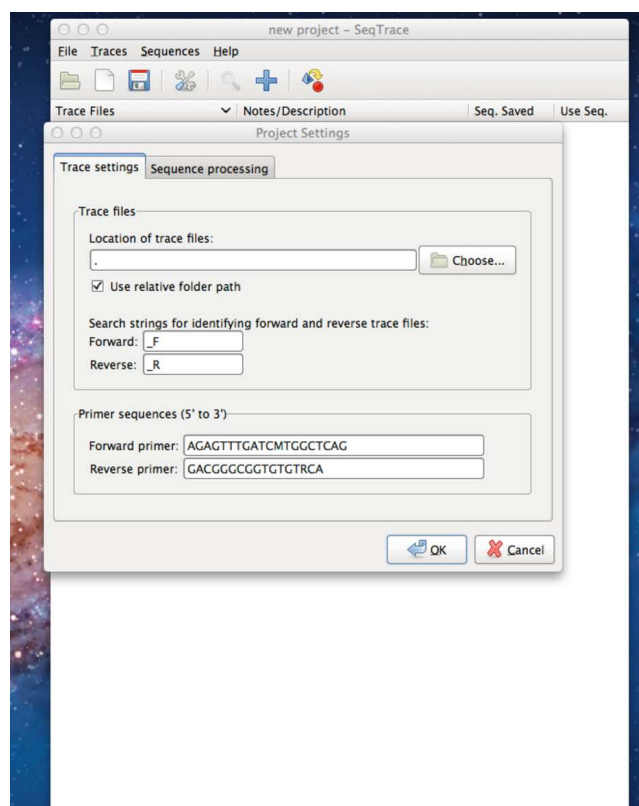 new project – SeqTrace
File Traces Sequences Help
Trace Files Notes/Description Seq. Saved Use Seq.
Project Settings
Trace settings Sequence processing
Trace files
Location of trace files:
. Choose...
Use relative folder path
Search strings for identifying forward and reverse trace files:
Forward: _F
Reverse: _R
Primer sequences (5' to 3')
Forward primer: AGAGTTTGATCMTGGCTCAG
Reverse primer: GACGGGCGGTGTGTRCA
OK Cancel